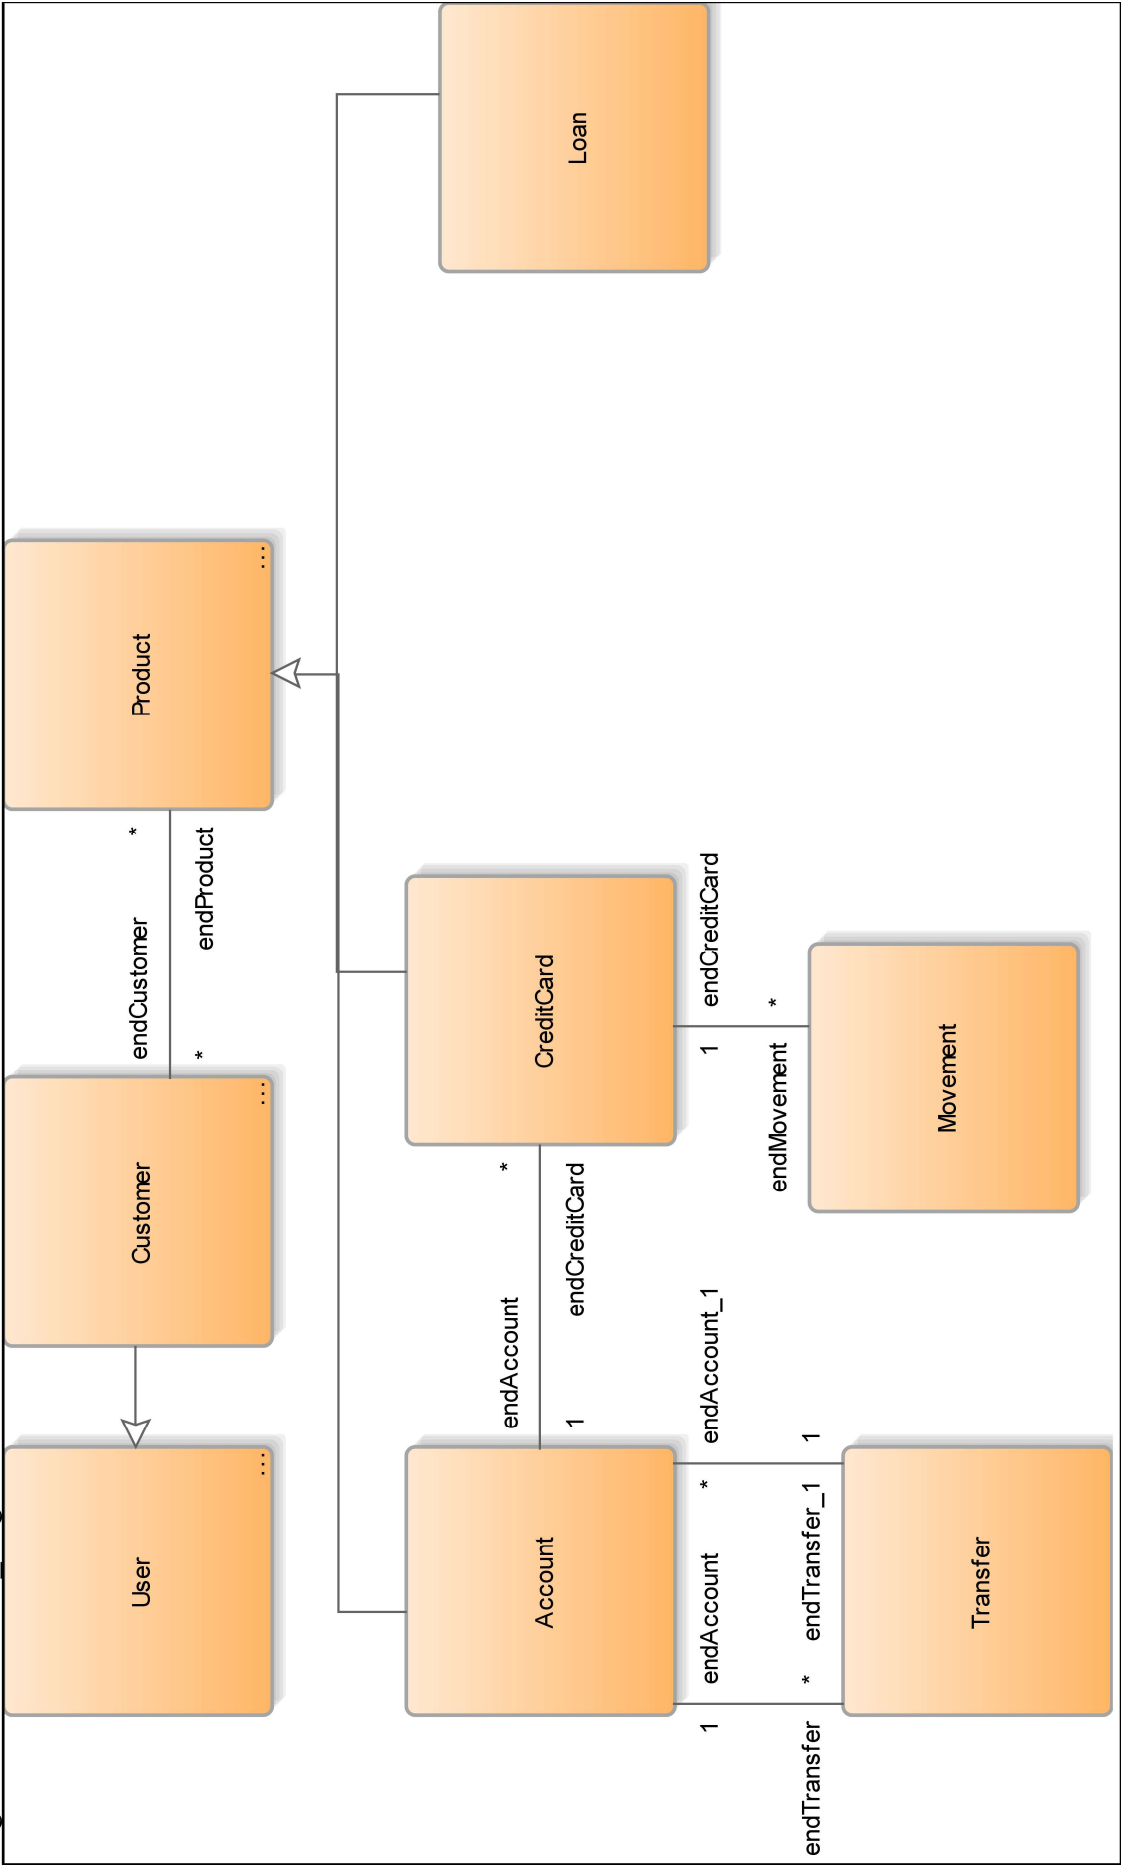 User
Customer
Product
endCustomer
*
*
endProduct
Account
CreditCard
Loan
endAccount
*
1
endCreditCard
1
endAccount
*
endAccount_1
1
endCreditCard
endTransfer
*
endTransfer_1
1
endMovement
*
Transfer
Movement
...
...
...